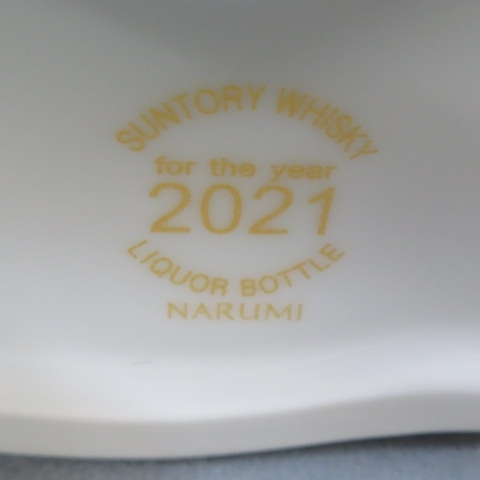 SUNTORY WHISKY
for the year
2021
LIQUOR BOTTLE
NARUMI